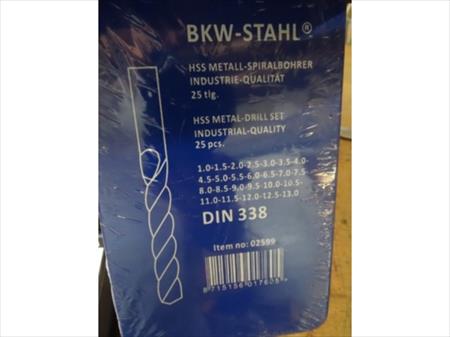 BKW-STAHL®
HSS METALL-SPIRALBOHRER
INDUSTRIE-QUALITÄT
25 tlg.
HSS METAL-DRILL SET
INDUSTRIAL-QUALITY
25 pcs.
1.0-1.5-2.0-2.5-3.0-3.5-4.0-
4.5-5.0-5.5-6.0-6.5-7.0-7.5-
8.0-8.5-9.0-9.5-10.0-10.5-
11.0-11.5-12.0-12.5-13.0
DIN 338
Item no: 02599
8715156017605